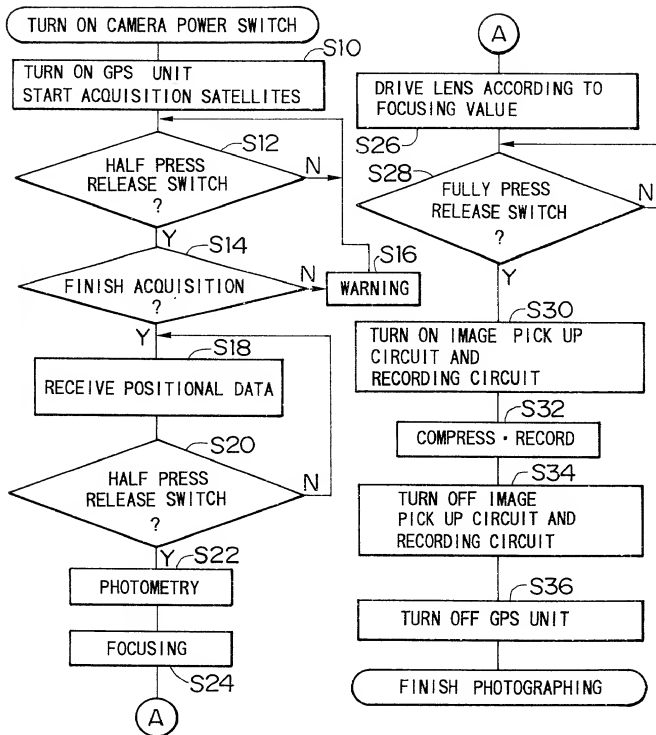 TURN ON CAMERA POWER SWITCH
S10
TURN ON GPS UNIT
START ACQUISITION SATELLITES
S12
HALF PRESS
RELEASE SWITCH
?
N
Y
S14
FINISH ACQUISITION
?
N
S16
WARNING
Y
S18
RECEIVE POSITIONAL DATA
S20
HALF PRESS
RELEASE SWITCH
?
N
Y
S22
PHOTOMETRY
FOCUSING
S24
A
A
DRIVE LENS ACCORDING TO
FOCUSING VALUE
S26
S28
FULLY PRESS
RELEASE SWITCH
?
N
Y
S30
TURN ON IMAGE PICK UP
CIRCUIT AND
RECORDING CIRCUIT
S32
COMPRESS・RECORD
S34
TURN OFF IMAGE
PICK UP CIRCUIT AND
RECORDING CIRCUIT
S36
TURN OFF GPS UNIT
FINISH PHOTOGRAPHING